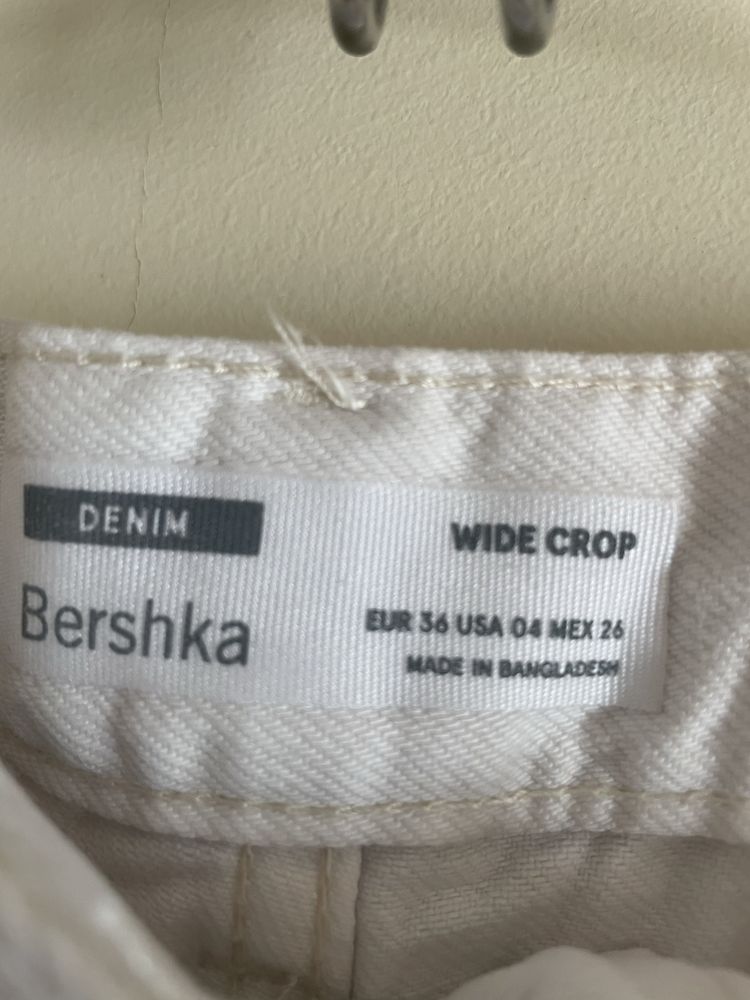 DENIM
Bershka
WIDE CROP
EUR 36 USA 04 MEX 26
MADE IN BANGLADESH